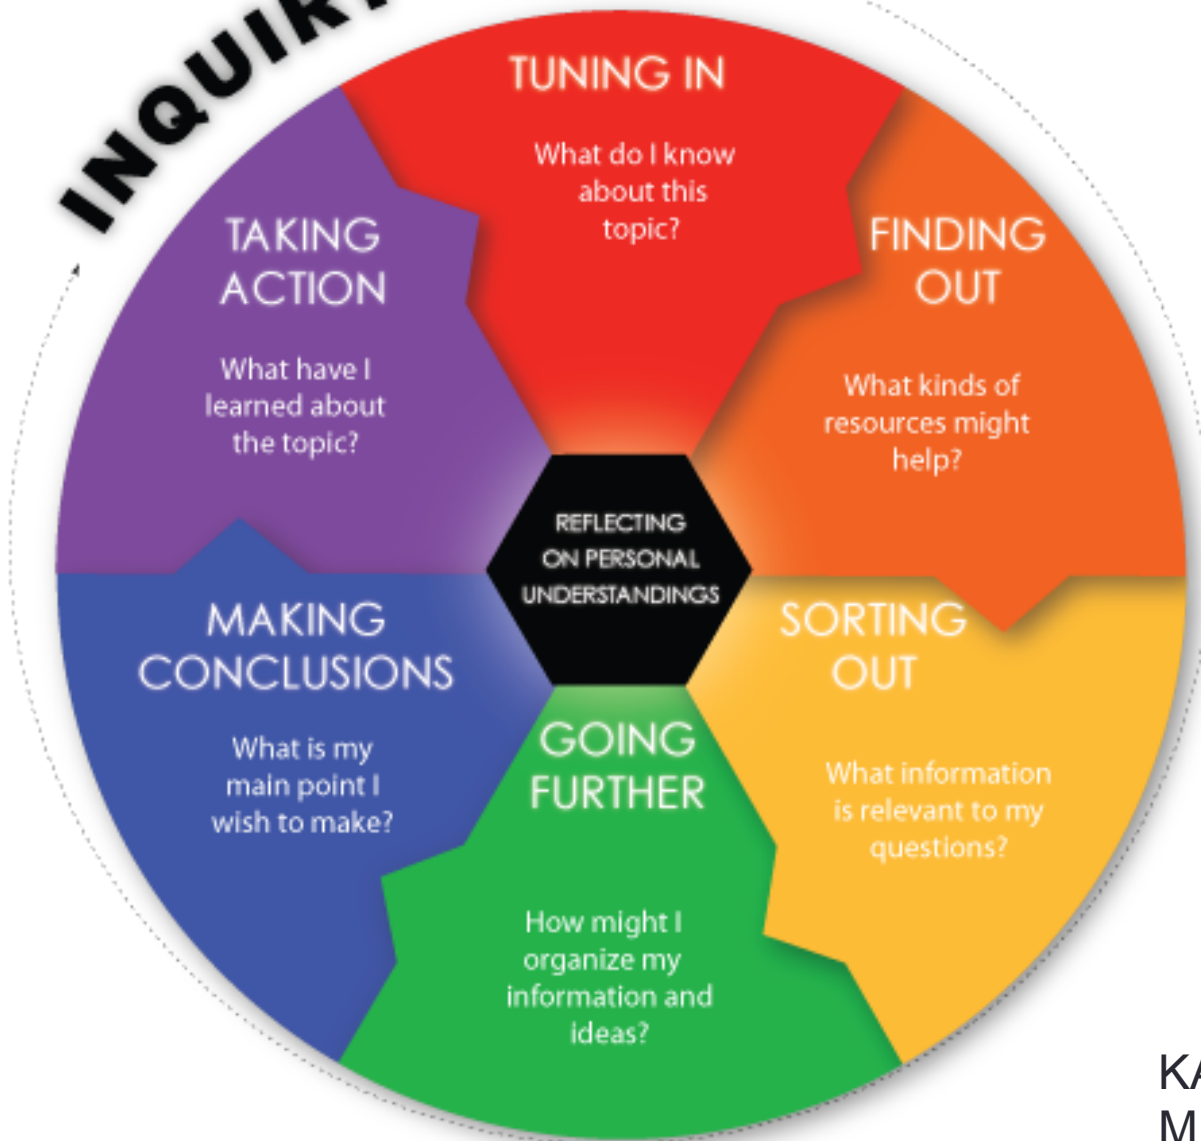 INQUIRY
TUNING IN
What do I know
about this
topic?
FINDING
OUT
What kinds of
resources might
help?
SORTING
OUT
What information
is relevant to my
questions?
GOING
FURTHER
How might I
organize my
information and
ideas?
MAKING
CONCLUSIONS
What is my
main point I
wish to make?
TAKING
ACTION
What have I
learned about
the topic?
REFLECTING
ON PERSONAL
UNDERSTANDINGS